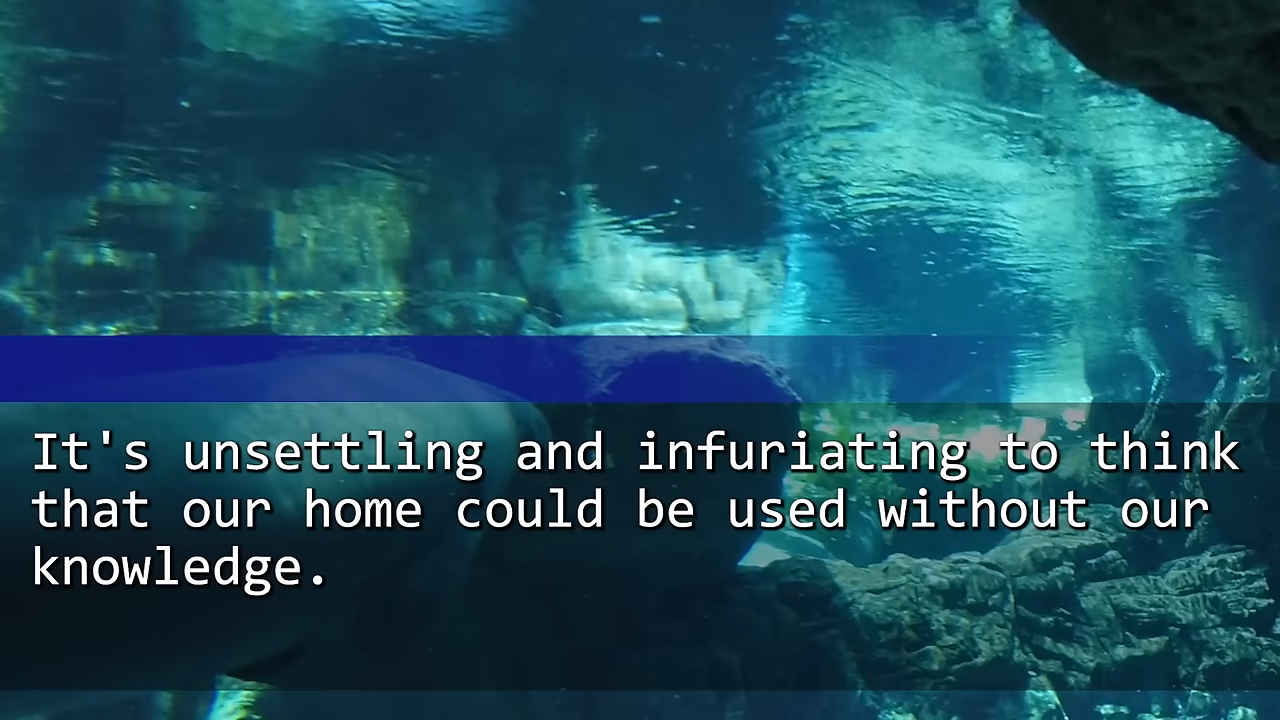 It's unsettling and infuriating to think
that our home could be used without our
knowledge.